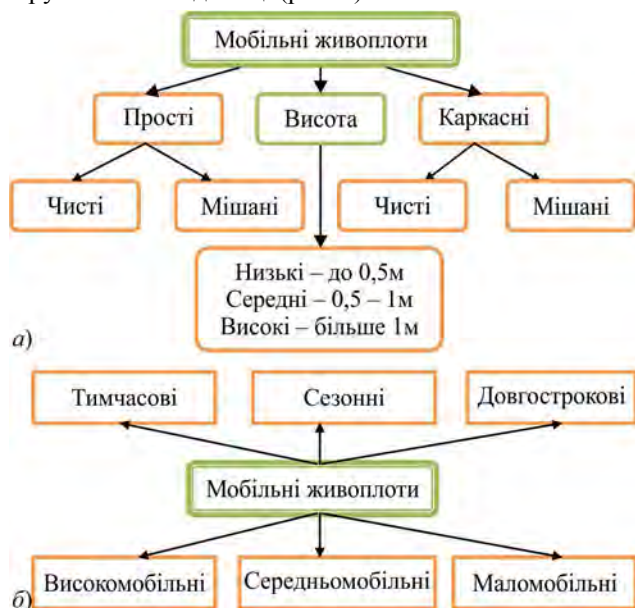 Мобільні живоплоти
Прості
Висота
Каркасні
Чисті
Мішані
Чисті
Мішані
Низькі – до 0,5м
Середні – 0,5 – 1м
Високі – більше 1м
а)
Тимчасові
Сезонні
Довгострокові
Мобільні живоплоти
Високомобільні
Середньомобільні
Маломобільні
б)